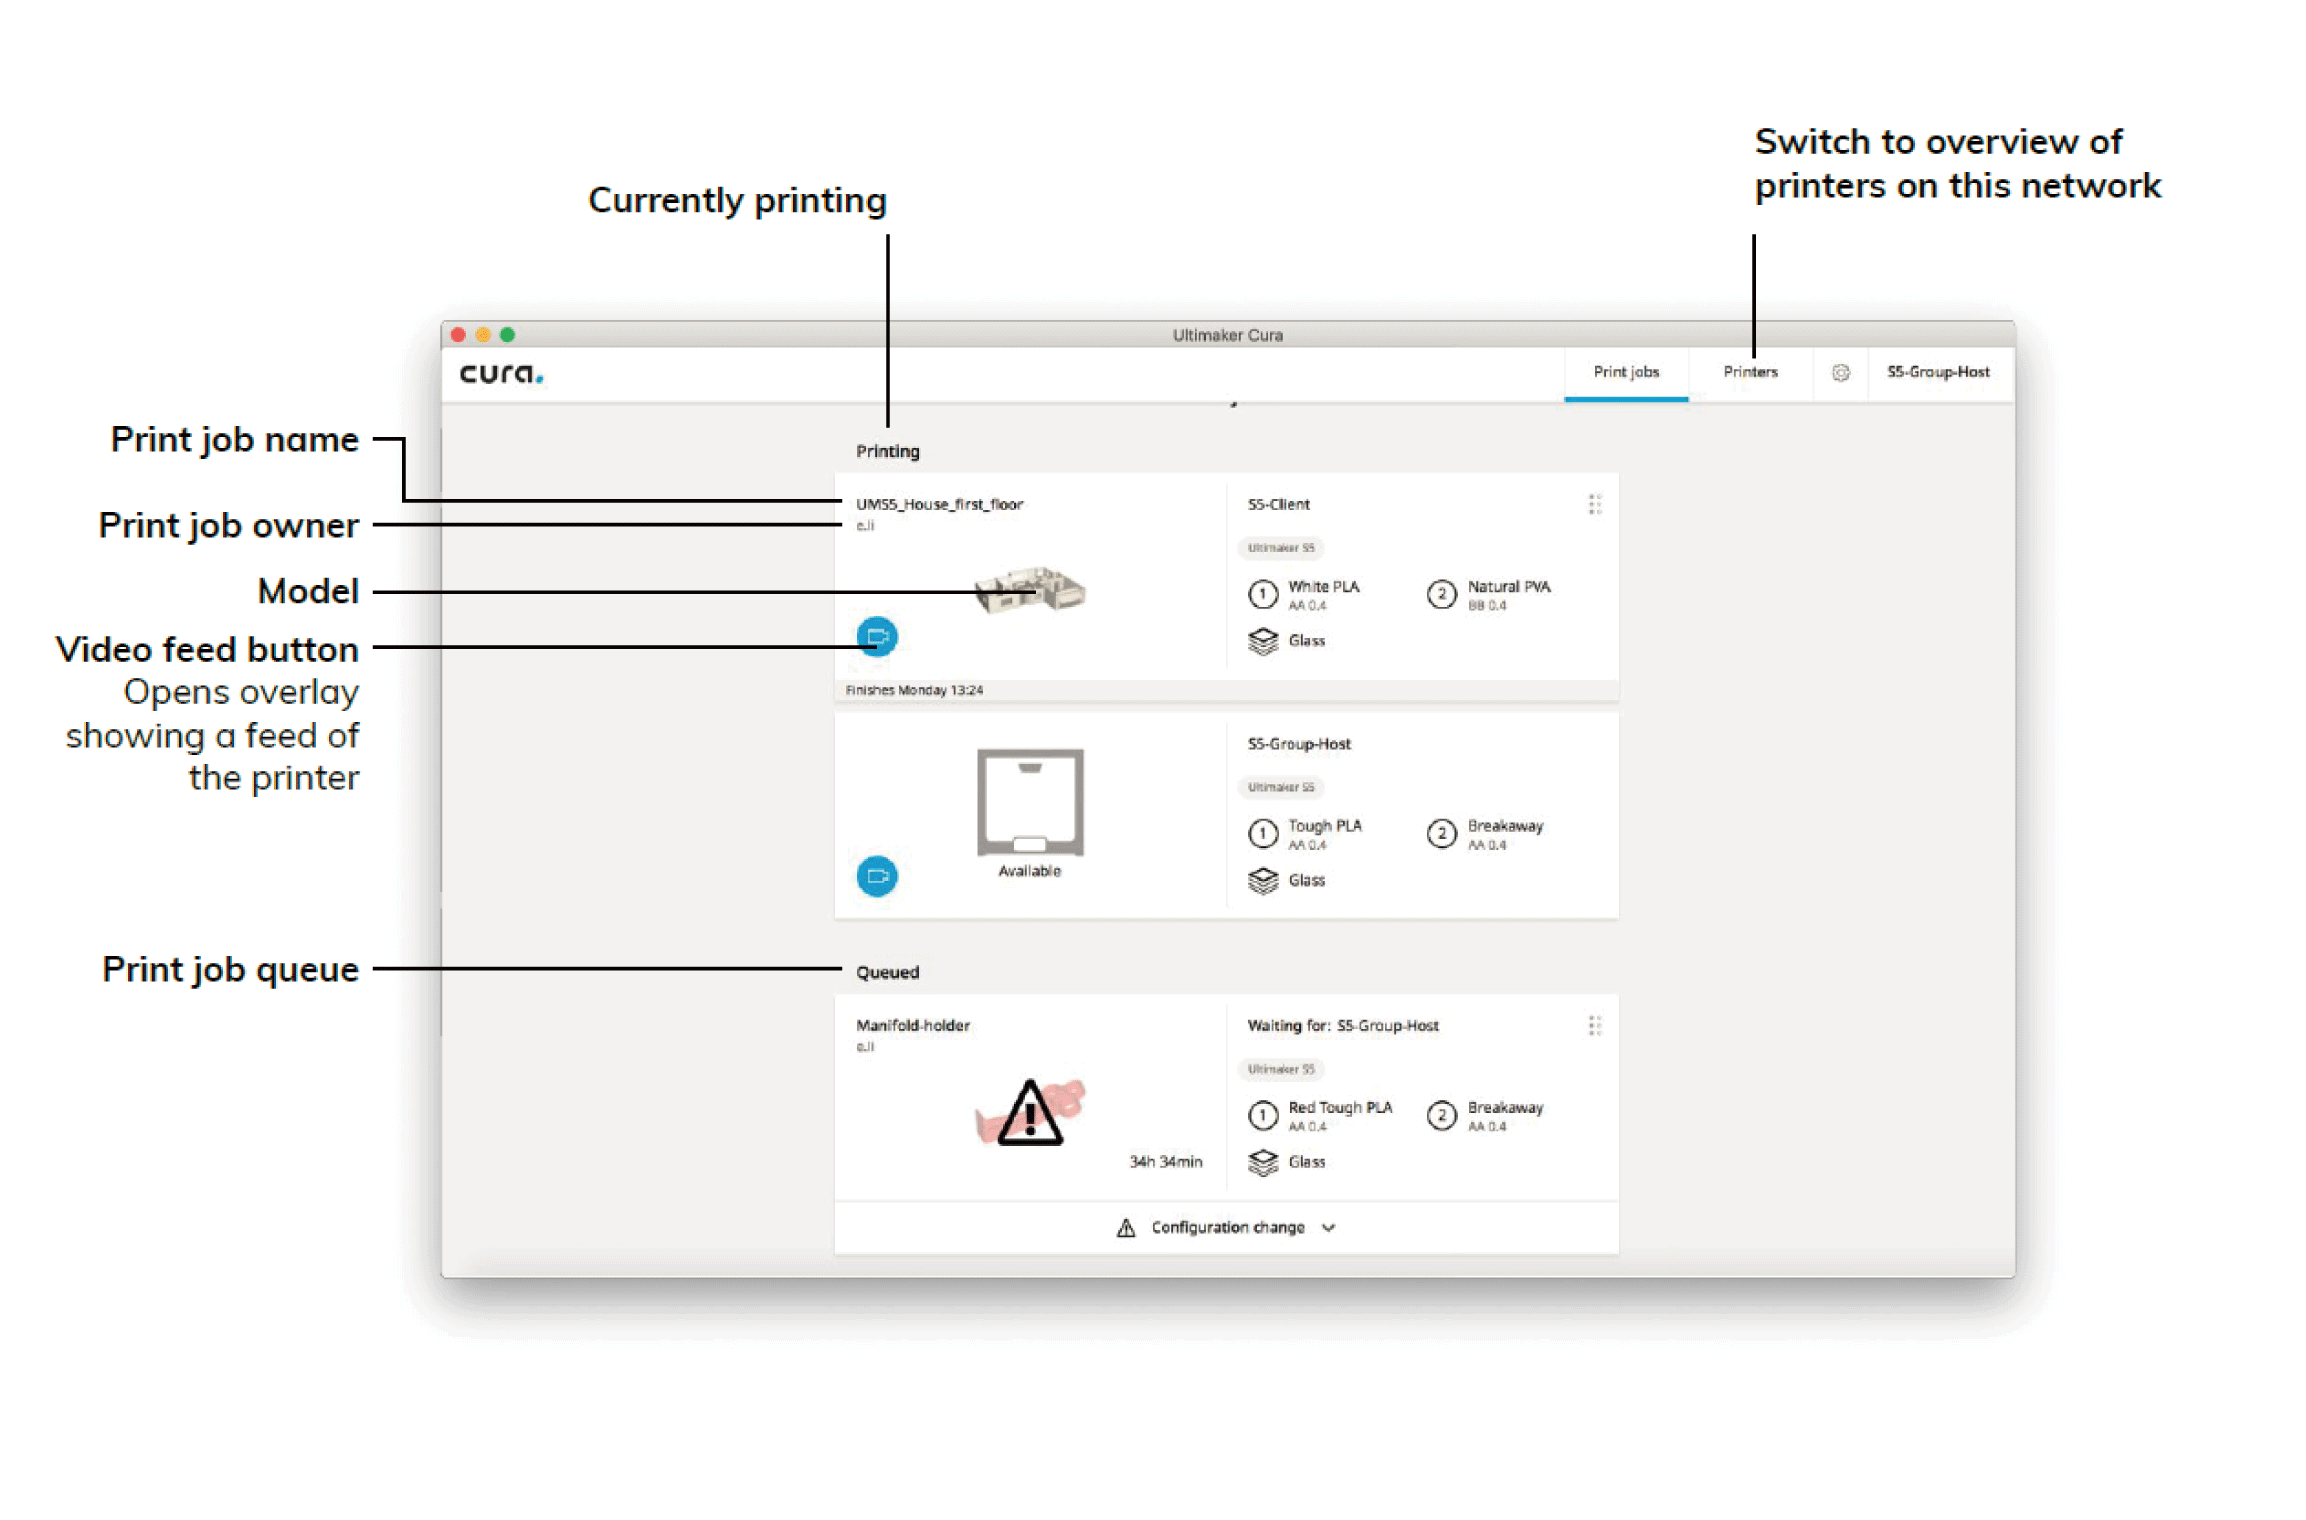 Switch to overview of
printers on this network
Currently printing
Ultimaker Cura
cura.
Print jobs
Printers
S5-Group-Host
Print job name
Print job owner
Model
Video feed button
Opens overlay
showing a feed of
the printer
Print job queue
Printing
UMS5_House_first_floor
e.li
Finishes Monday 13:24
S5-Client
Ultimaker S5
1 White PLA
AA 0.4
2 Natural PVA
BB 0.4
Glass
Available
S5-Group-Host
Ultimaker S5
1 Tough PLA
AA 0.4
2 Breakaway
AA 0.4
Glass
Queued
Manifold-holder
e.li
34h 34min
Waiting for: S5-Group-Host
Ultimaker S5
1 Red Tough PLA
AA 0.4
2 Breakaway
AA 0.4
Glass
Configuration change